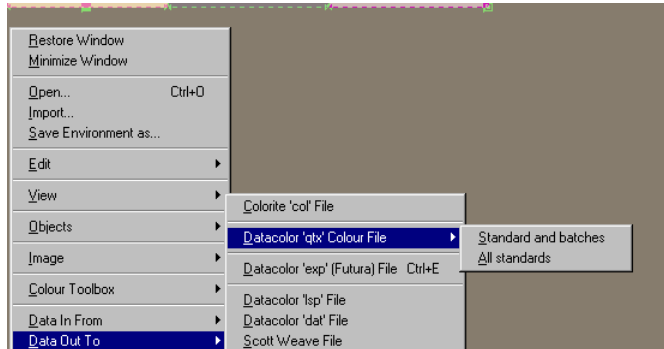 Restore Window
Minimize Window
Open... Ctrl+O
Import...
Save Environment as...
Edit
View
Objects
Image
Colour Toolbox
Data In From
Data Out To
Colorite 'col' File
Datacolor 'qtx' Colour File
Datacolor 'exp' (Futura) File Ctrl+E
Datacolor 'lsp' File
Datacolor 'dat' File
Scott Weave File
Standard and batches
All standards